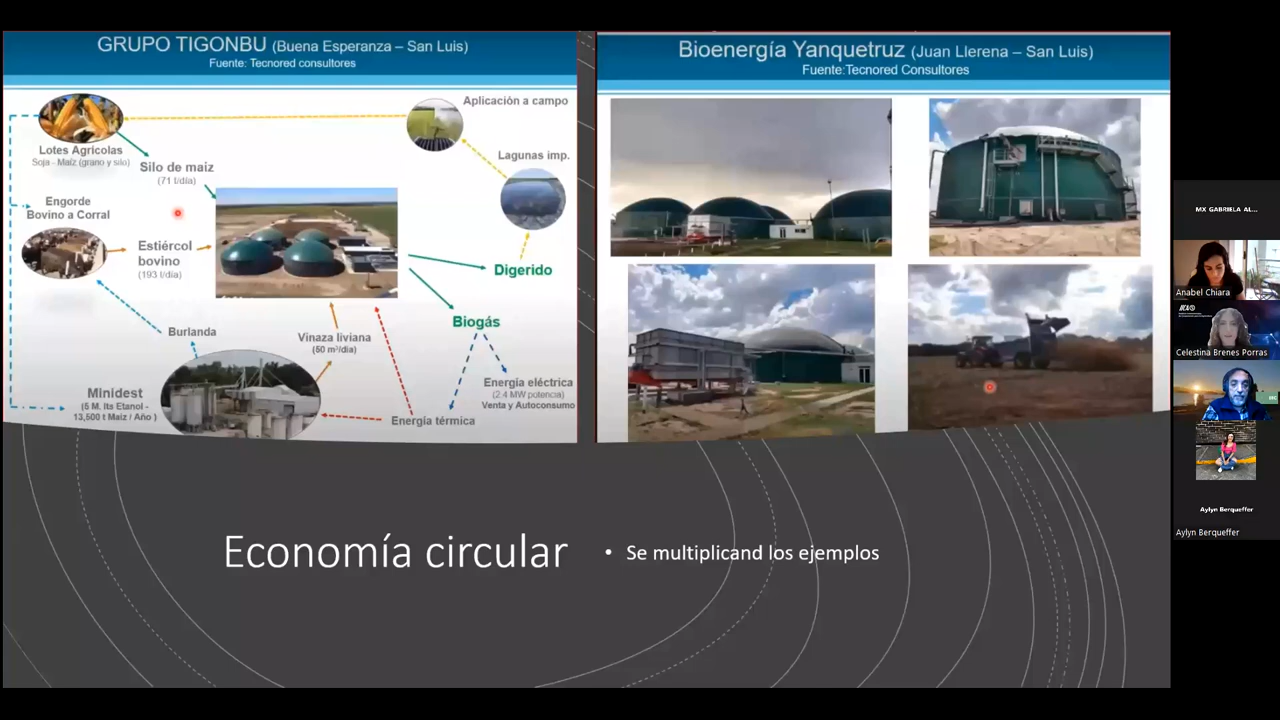 GRUPO TIGONBU (Buena Esperanza – San Luis)
Fuente: Tecnored consultores
Aplicación a campo
Lotes Agrícolas
Soja - Maíz (grano y silo)
Silo de maíz
(71 t/día)
Lagunas imp.
Engorde
Bovino a Corral
Estiércol
bovino
(193 t/día)
Digerido
Biogás
Burlanda
Vinaza liviana
(50 m³/día)
Energía eléctrica
(2.4 MW potencia)
Venta y Autoconsumo
Minidest
(5 M. lts Etanol -
13,500 t Maíz / Año )
Energía térmica
Bioenergía Yanquetruz (Juan Llerena – San Luis)
Fuente:Tecnored Consultores
Economía circular
• Se multiplicand los ejemplos
MX GABRIELA AL...
Anabel Chiara
Celestina Brenes Porras
Aylyn Berqueffer
Aylyn Berqueffer